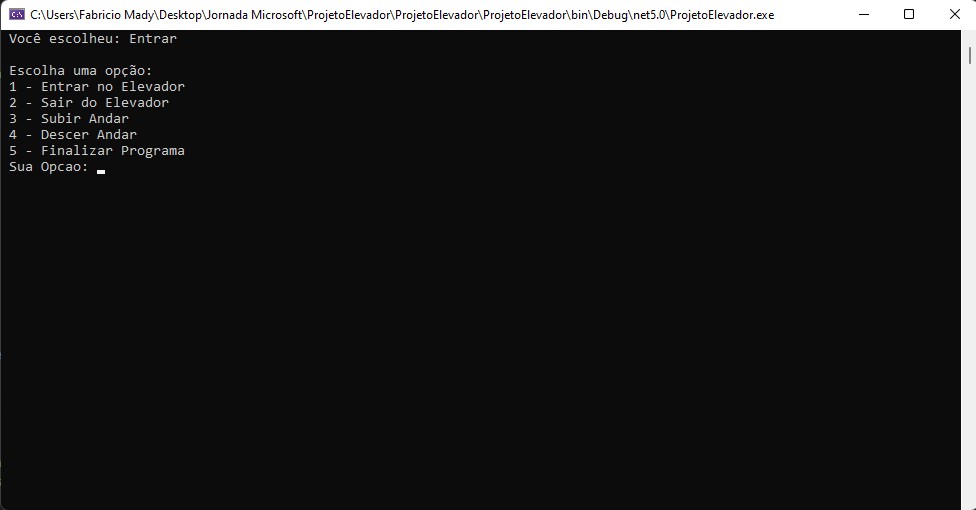 C:\Users\Fabricio Mady\Desktop\Jornada Microsoft\ProjetoElevador\ProjetoElevador\ProjetoElevador\bin\Debug\net5.0\ProjetoElevador.exe
Você escolheu: Entrar
Escolha uma opção:
1 - Entrar no Elevador
2 - Sair do Elevador
3 - Subir Andar
4 - Descer Andar
5 - Finalizar Programa
Sua Opcao: